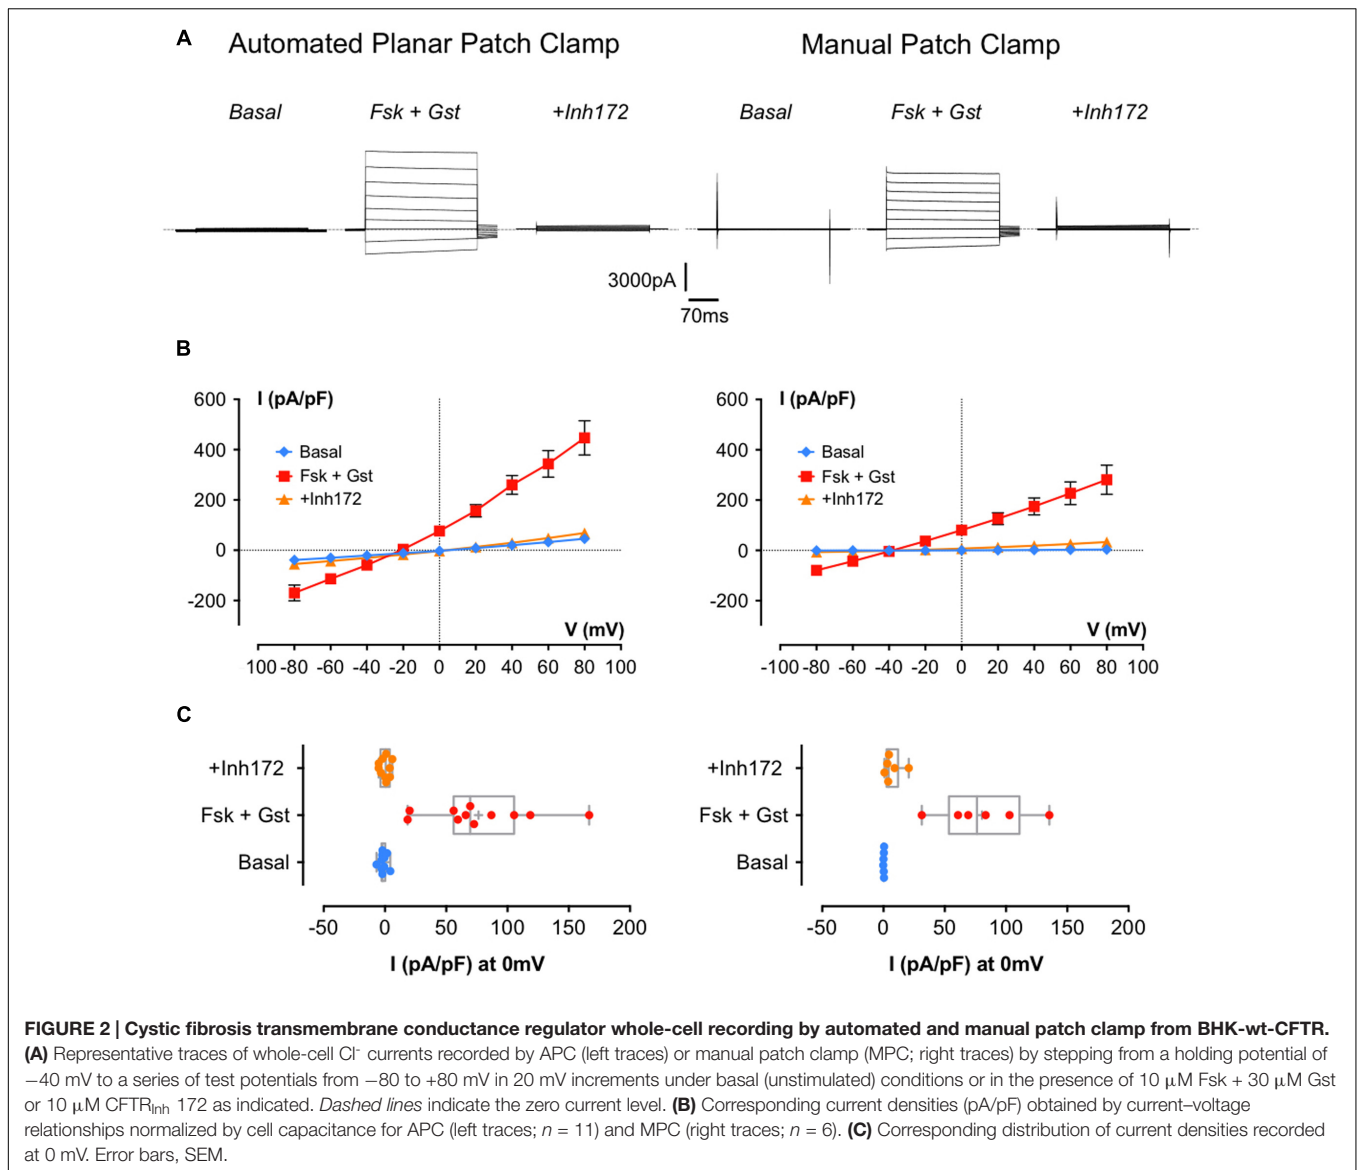 A
Automated Planar Patch Clamp
Manual Patch Clamp
Basal
Fsk + Gst
+Inh172
Basal
Fsk + Gst
+Inh172
3000pA
70ms
B
I (pA/pF)
600
400
200
0
-200
Basal
Fsk + Gst
+Inh172
V (mV)
100 -80 -60 -40 -20 0 20 40 60 80 100
I (pA/pF)
600
400
200
0
-200
Basal
Fsk + Gst
+Inh172
V (mV)
-100 -80 -60 -40 -20 0 20 40 60 80 100
C
+Inh172
Fsk + Gst
Basal
-50 0 50 100 150 200
I (pA/pF) at 0mV
+Inh172
Fsk + Gst
Basal
-50 0 50 100 150 200
I (pA/pF) at 0mV
FIGURE 2 | Cystic fibrosis transmembrane conductance regulator whole-cell recording by automated and manual patch clamp from BHK-wt-CFTR.
(A) Representative traces of whole-cell Cl- currents recorded by APC (left traces) or manual patch clamp (MPC; right traces) by stepping from a holding potential of
−40 mV to a series of test potentials from −80 to +80 mV in 20 mV increments under basal (unstimulated) conditions or in the presence of 10 μM Fsk + 30 μM Gst
or 10 μM CFTRInh 172 as indicated. Dashed lines indicate the zero current level. (B) Corresponding current densities (pA/pF) obtained by current–voltage
relationships normalized by cell capacitance for APC (left traces; n = 11) and MPC (right traces; n = 6). (C) Corresponding distribution of current densities recorded
at 0 mV. Error bars, SEM.